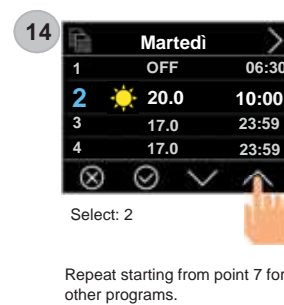 14
Martedì
1 OFF 06:30
2 20.0 10:00
3 17.0 23:59
4 17.0 23:59
Select: 2
Repeat starting from point 7 for
other programs.